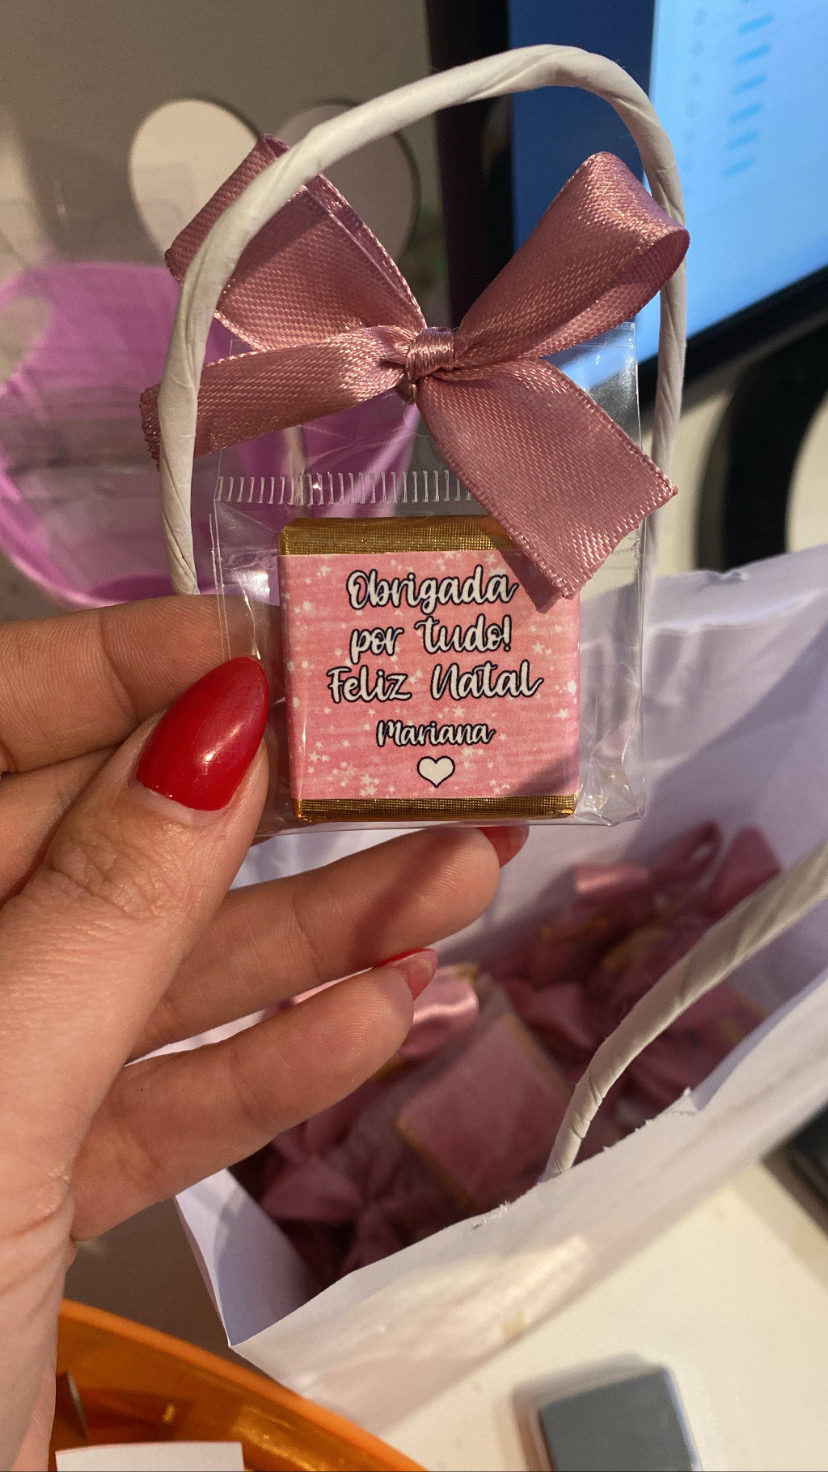 Obrigada
por tudo!
Feliz Natal
Mariana